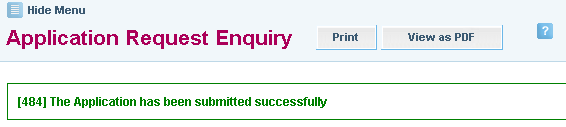 Hide Menu
Application Request Enquiry
Print
View as PDF
?
[484] The Application has been submitted successfully